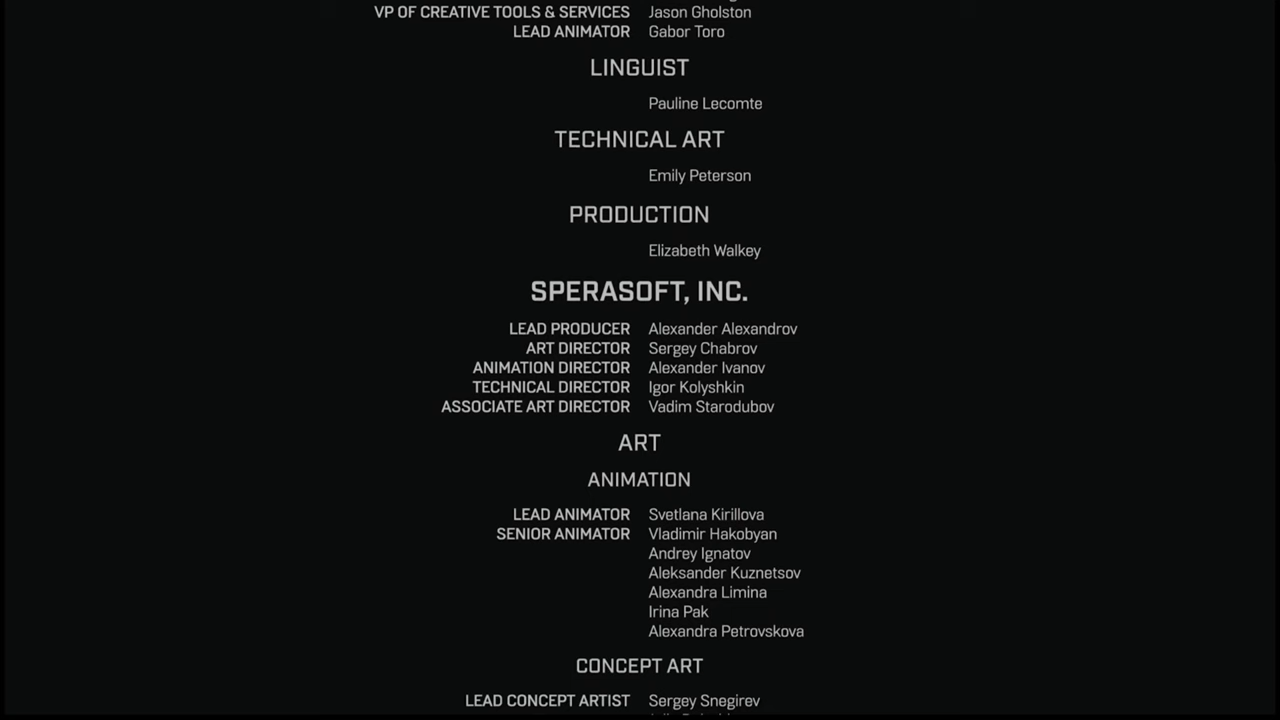 VP OF CREATIVE TOOLS & SERVICES Jason Gholston
LEAD ANIMATOR Gabor Toro
LINGUIST
Pauline Lecomte
TECHNICAL ART
Emily Peterson
PRODUCTION
Elizabeth Walkey
SPERASOFT, INC.
LEAD PRODUCER Alexander Alexandrov
ART DIRECTOR Sergey Chabrov
ANIMATION DIRECTOR Alexander Ivanov
TECHNICAL DIRECTOR Igor Kolyshkin
ASSOCIATE ART DIRECTOR Vadim Starodubov
ART
ANIMATION
LEAD ANIMATOR Svetlana Kirillova
SENIOR ANIMATOR Vladimir Hakobyan
Andrey Ignatov
Aleksander Kuznetsov
Alexandra Limina
Irina Pak
Alexandra Petrovskova
CONCEPT ART
LEAD CONCEPT ARTIST Sergey Snegirev